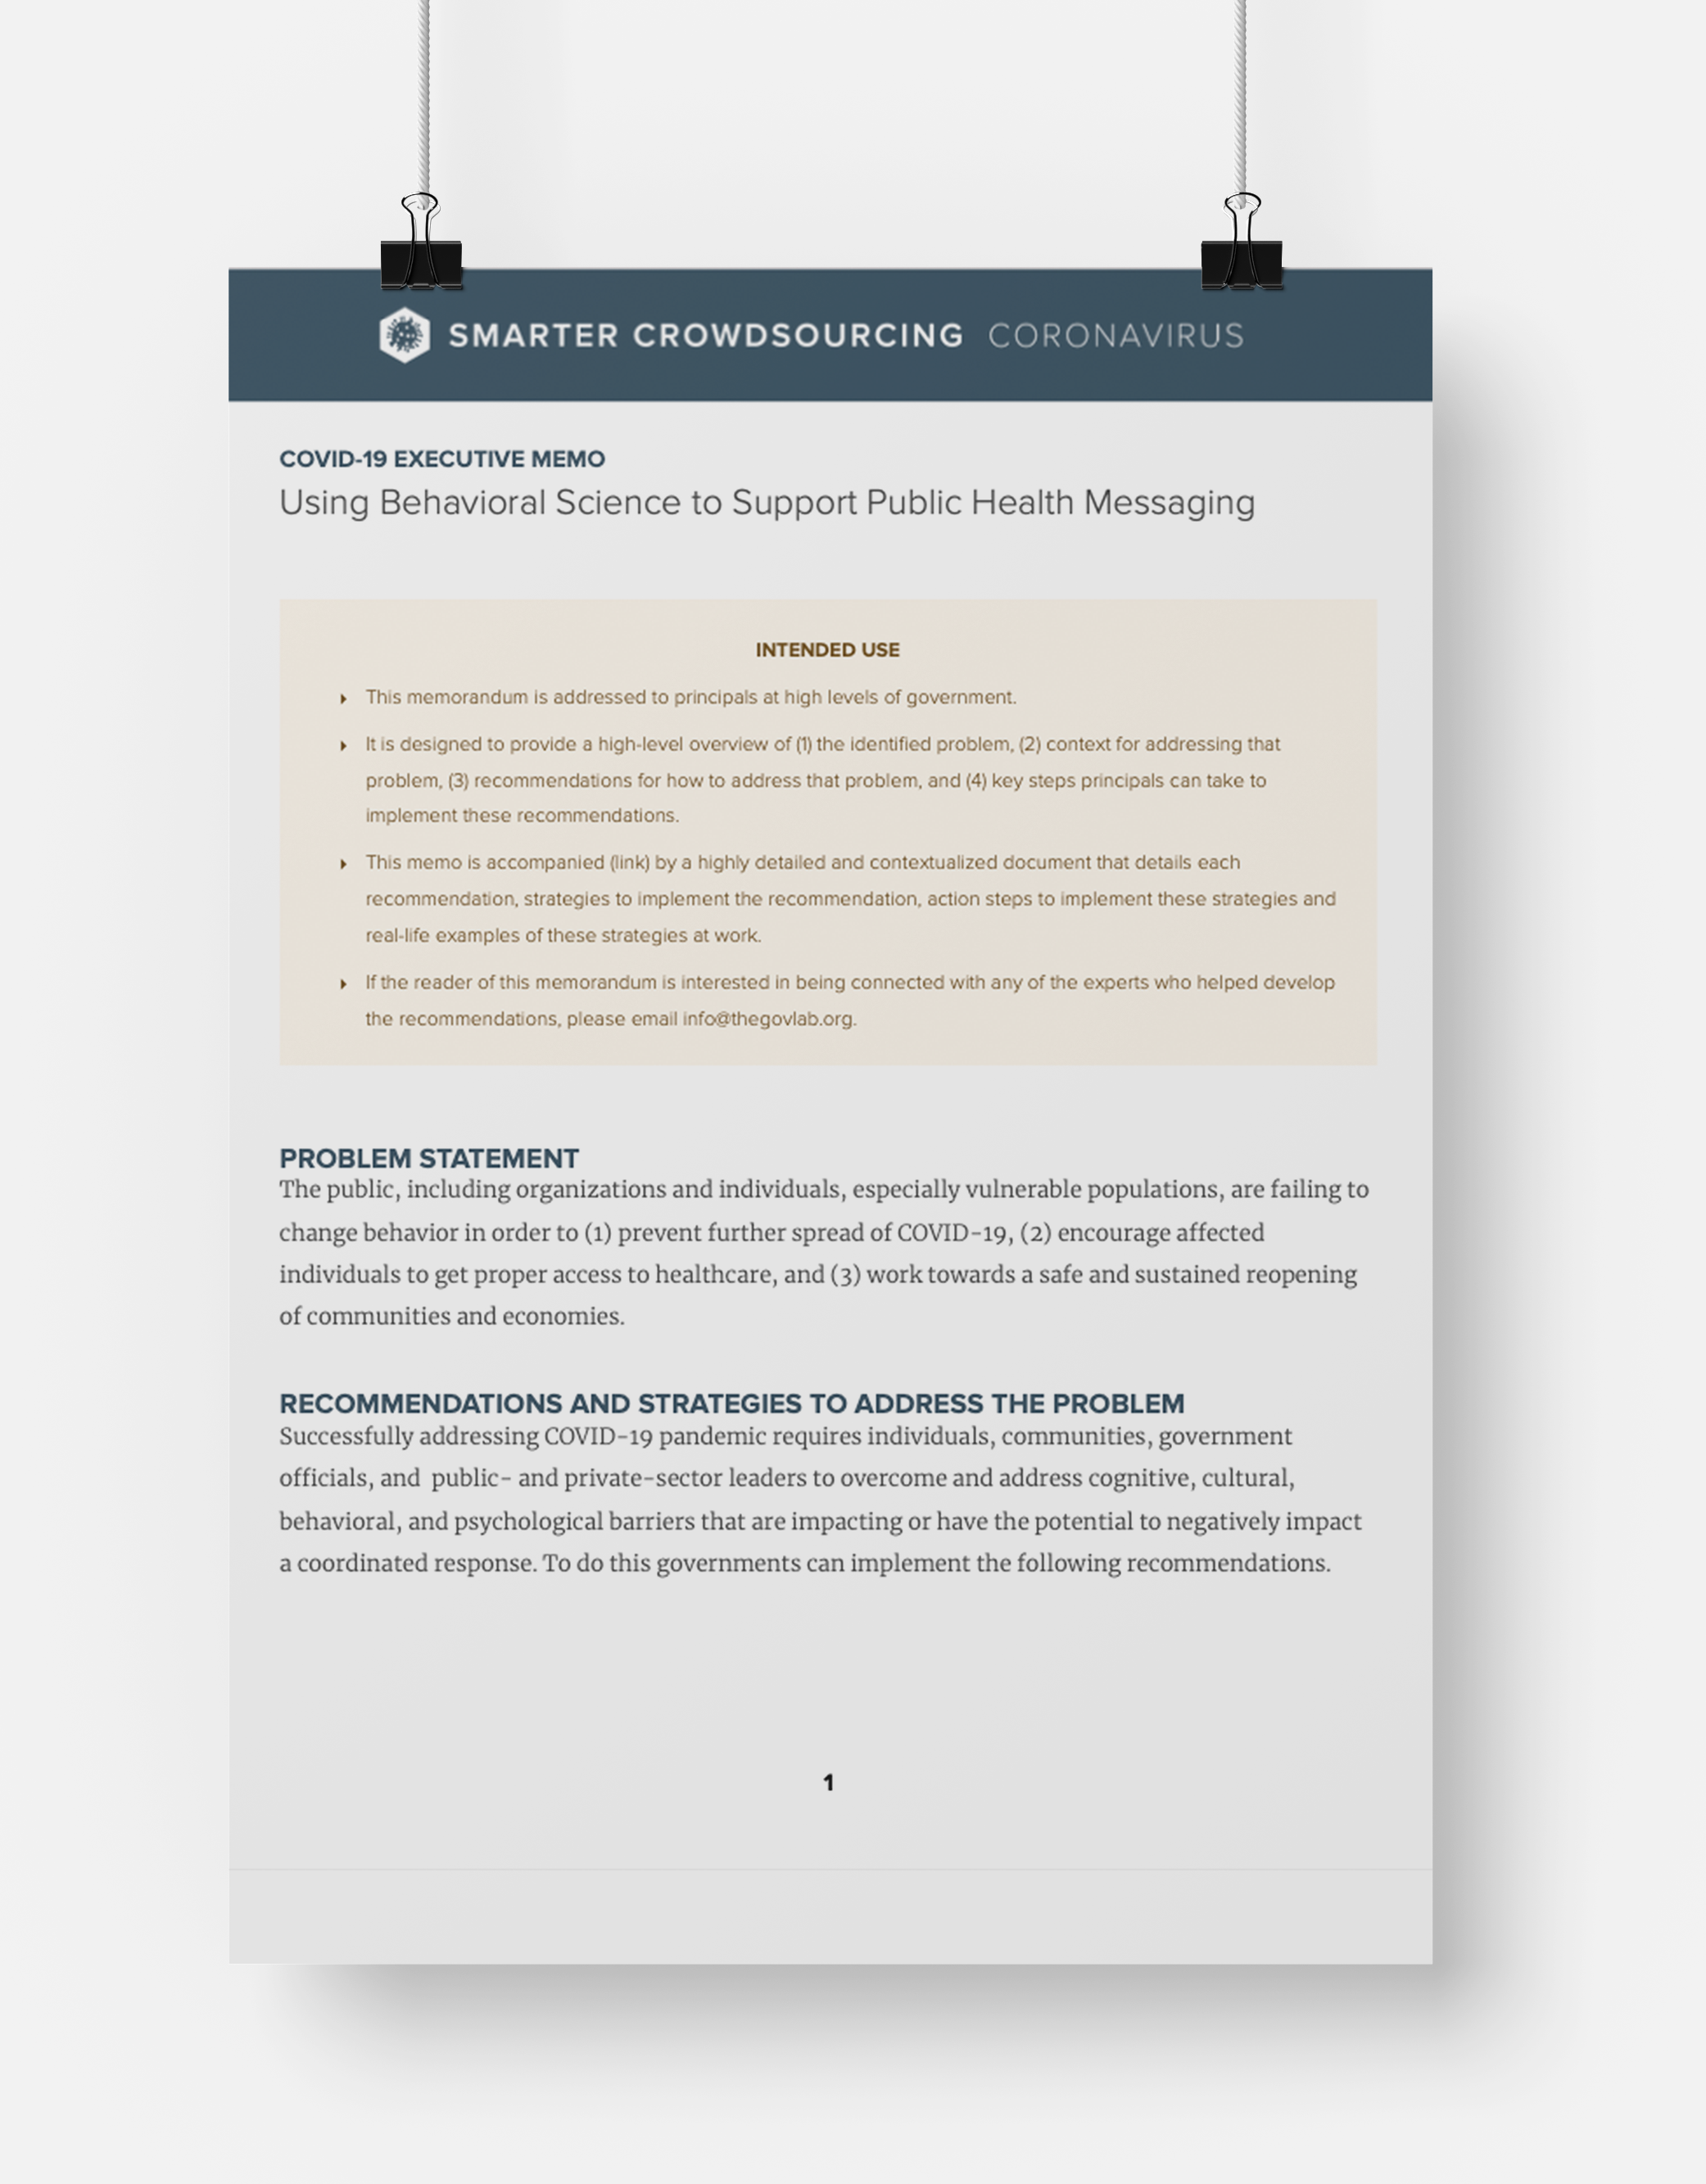 SMARTER CROWDSOURCING CORONAVIRUS
COVID-19 EXECUTIVE MEMO
Using Behavioral Science to Support Public Health Messaging
INTENDED USE
This memorandum is addressed to principals at high levels of government.
It is designed to provide a high-level overview of (1) the identified problem, (2) context for addressing that
problem, (3) recommendations for how to address that problem, and (4) key steps principals can take to
implement these recommendations.
This memo is accompanied (link) by a highly detailed and contextualized document that details each
recommendation, strategies to implement the recommendation, action steps to implement these strategies and
real-life examples of these strategies at work.
If the reader of this memorandum is interested in being connected with any of the experts who helped develop
the recommendations, please email info@thegovlab.org.
PROBLEM STATEMENT
The public, including organizations and individuals, especially vulnerable populations, are failing to
change behavior in order to (1) prevent further spread of COVID-19, (2) encourage affected
individuals to get proper access to healthcare, and (3) work towards a safe and sustained reopening
of communities and economies.
RECOMMENDATIONS AND STRATEGIES TO ADDRESS THE PROBLEM
Successfully addressing COVID-19 pandemic requires individuals, communities, government
officials, and  public- and private-sector leaders to overcome and address cognitive, cultural,
behavioral, and psychological barriers that are impacting or have the potential to negatively impact
a coordinated response. To do this governments can implement the following recommendations.
1